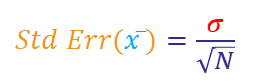 Std Err(x̅) = σ/√N